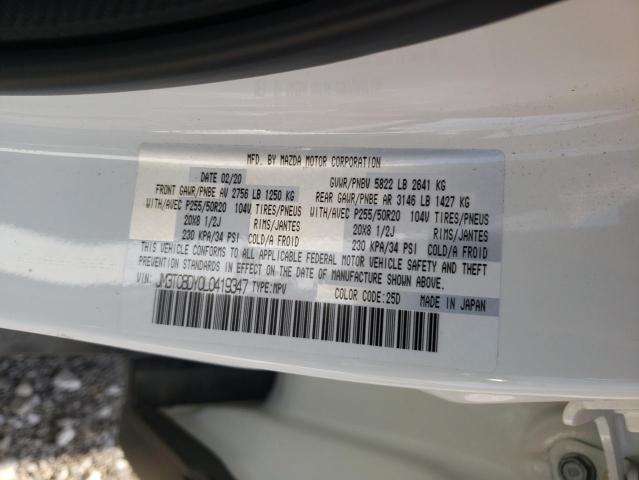 MFD. BY MAZDA MOTOR CORPORATION
DATE 02/20 GVWR/PNBV 5822 LB 2641 KG
FRONT GAWR/PNBE AV 2756 LB 1250 KG REAR GAWR/PNBE AR 3146 LB 1427 KG
WITH/AVEC P255/50R20 104V TIRES/PNEUS WITH/AVEC P255/50R20 104V TIRES/PNEUS
20X8 1/2J RIMS/JANTES 20X8 1/2J RIMS/JANTES
230 KPA/34 PSI COLD/A FROID 230 KPA/34 PSI COLD/A FROID
THIS VEHICLE CONFORMS TO ALL APPLICABLE FEDERAL MOTOR VEHICLE SAFETY AND THEFT
PREVENTION STANDARDS IN EFFECT ON THE DATE OF MANUFACTURE SHOWN ABOVE.
VIN: JM3TCBDY0L0419347 TYPE:MPV COLOR CODE:25D MADE IN JAPAN